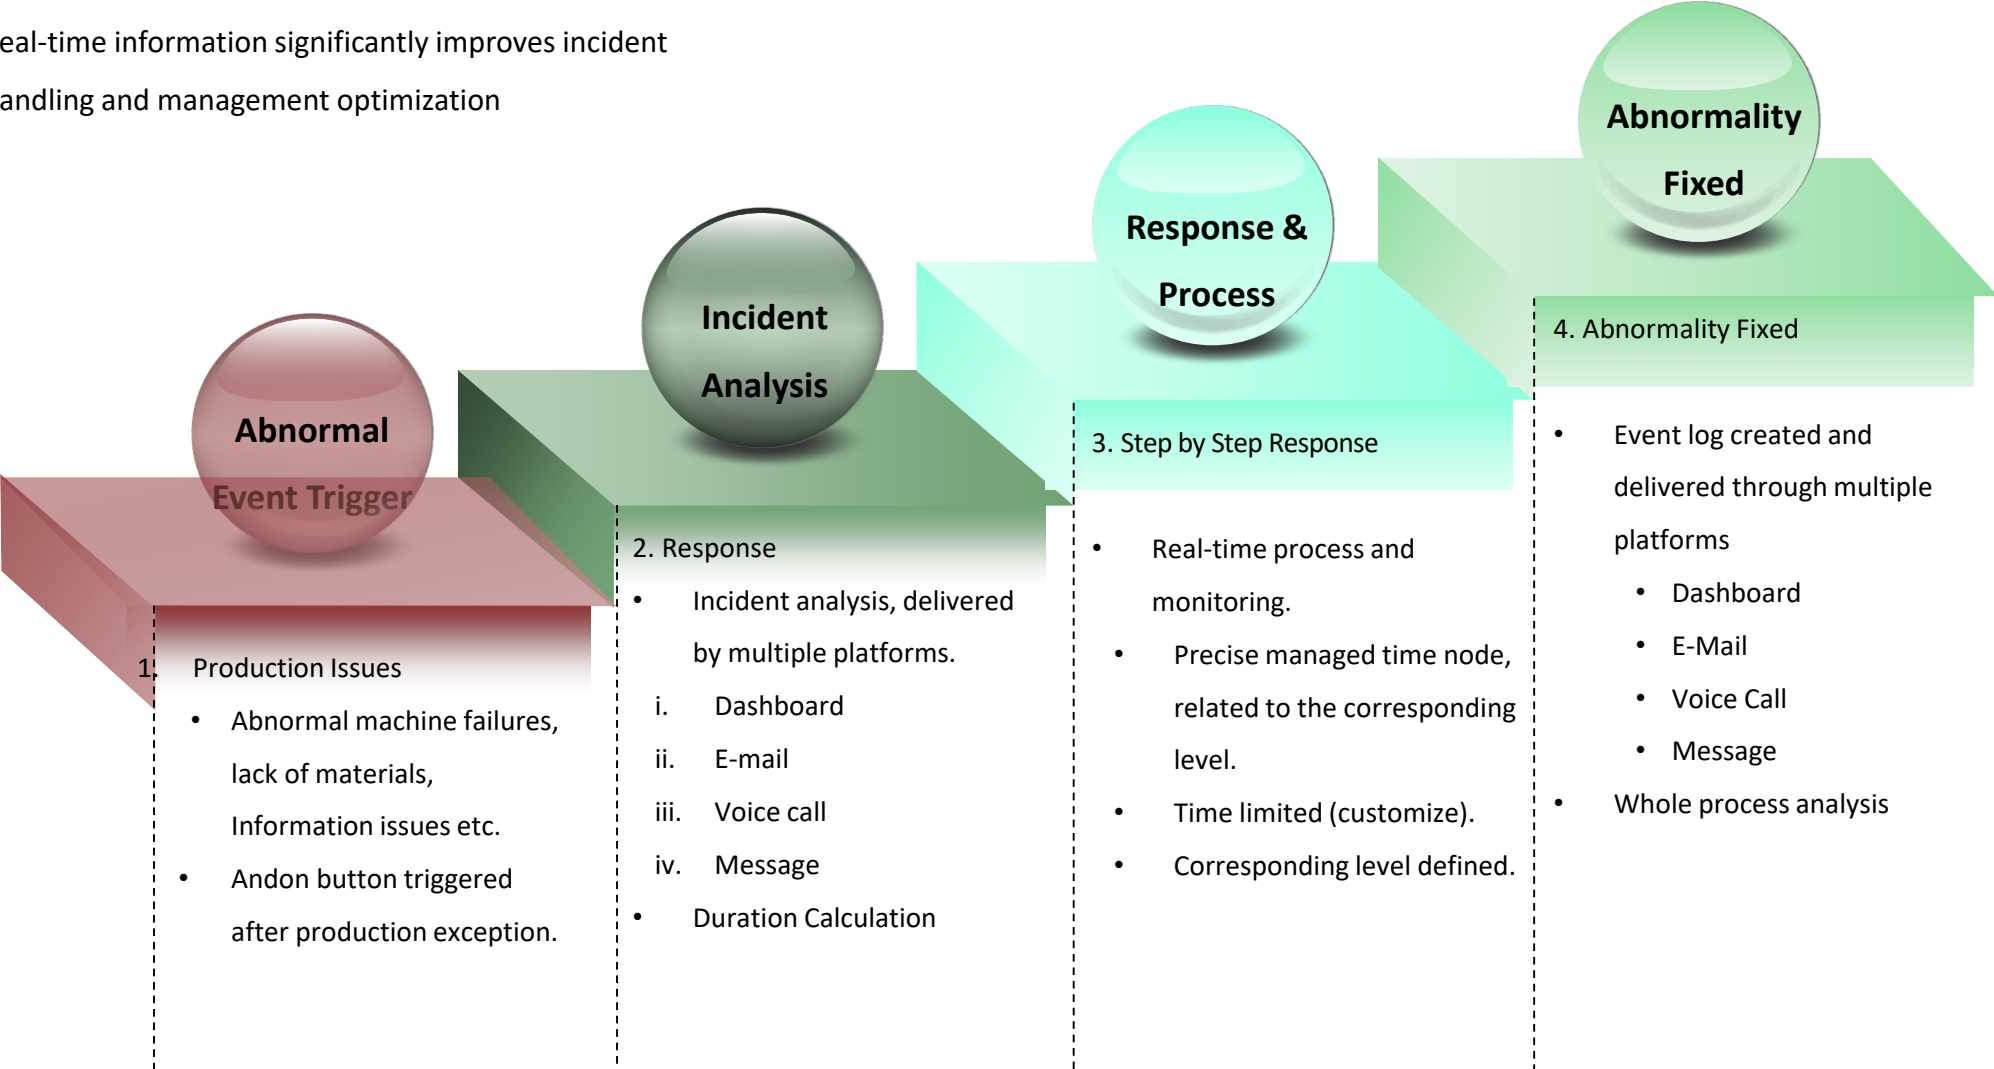 eal-time information significantly improves incident
andling and management optimization
Abnormal
Event Trigger
1. Production Issues
• Abnormal machine failures,
lack of materials,
Information issues etc.
• Andon button triggered
after production exception.
Incident
Analysis
2. Response
• Incident analysis, delivered
by multiple platforms.
i. Dashboard
ii. E-mail
iii. Voice call
iv. Message
• Duration Calculation
Response &
Process
3. Step by Step Response
• Real-time process and
monitoring.
• Precise managed time node,
related to the corresponding
level.
• Time limited (customize).
• Corresponding level defined.
Abnormality
Fixed
4. Abnormality Fixed
• Event log created and
delivered through multiple
platforms
• Dashboard
• E-Mail
• Voice Call
• Message
• Whole process analysis